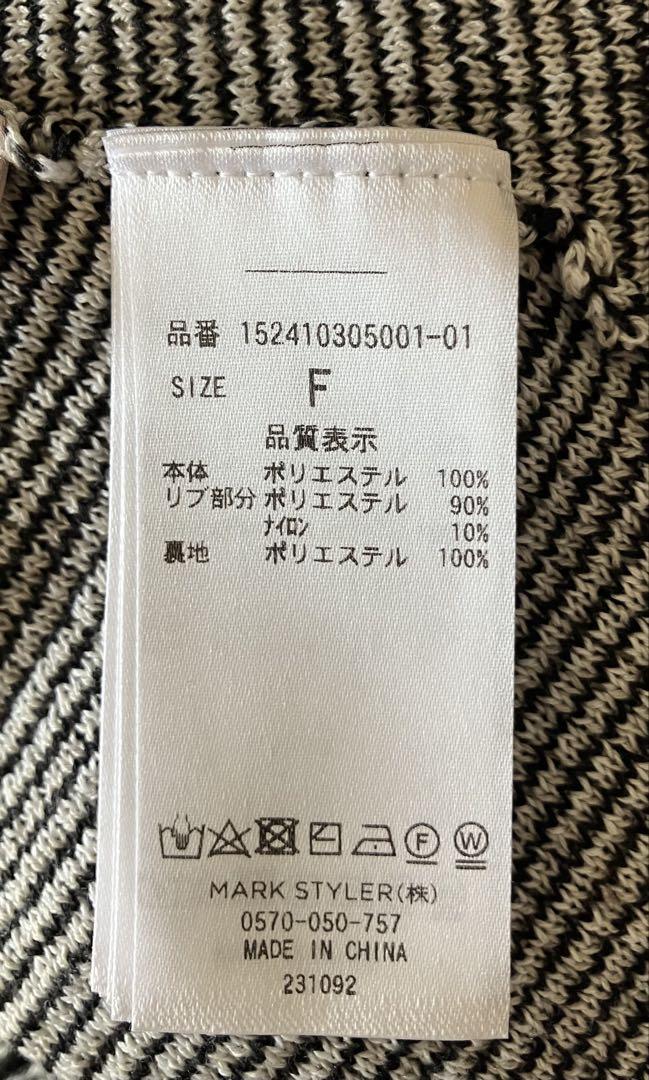 品番 152410305001-01
SIZE F
品質表示
本体 ポリエステル 100%
リブ部分 ポリエステル 90%
ナイロン 10%
裏地 ポリエステル 100%
F W
MARK STYLER(株)
0570-050-757
MADE IN CHINA
231092